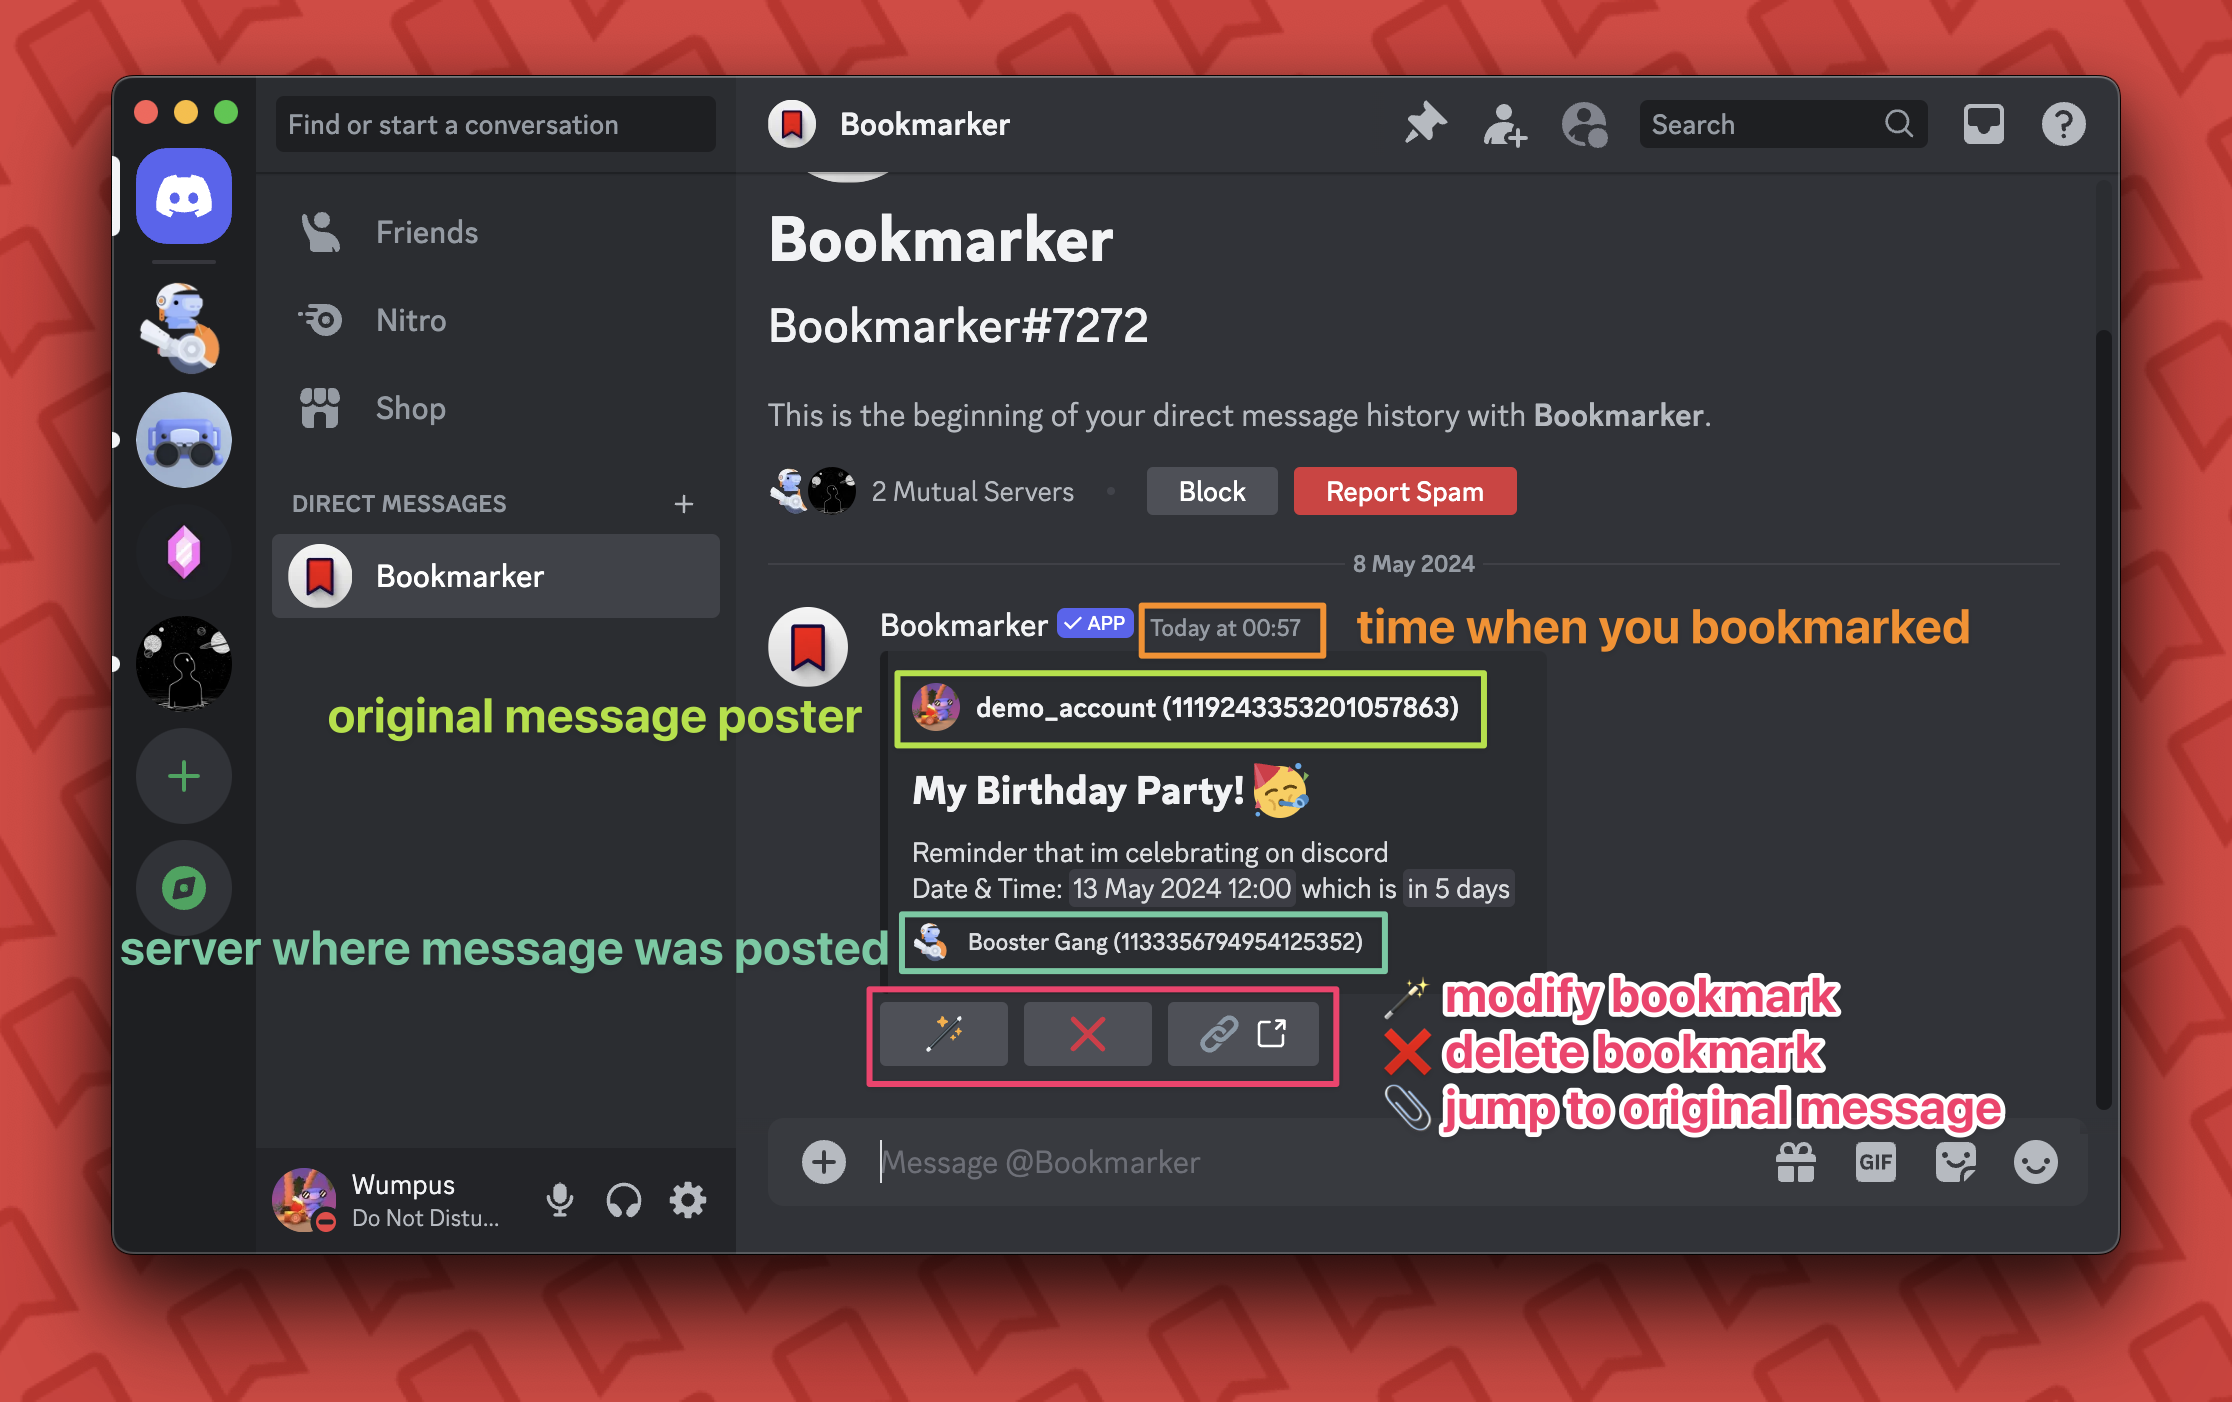 Find or start a conversation
Friends
Nitro
Shop
DIRECT MESSAGES
Bookmarker
Wumpus
Do Not Distu...
Bookmarker
Search
Bookmarker
Bookmarker#7272
This is the beginning of your direct message history with Bookmarker.
2 Mutual Servers
Block
Report Spam
8 May 2024
Bookmarker APP Today at 00:57
time when you bookmarked
original message poster
demo_account (1119243353201057863)
My Birthday Party!
Reminder that im celebrating on discord
Date & Time: 13 May 2024 12:00 which is in 5 days
server where message was posted
Booster Gang (1133356794954125352)
modify bookmark
delete bookmark
jump to original message
Message @Bookmarker
GIF